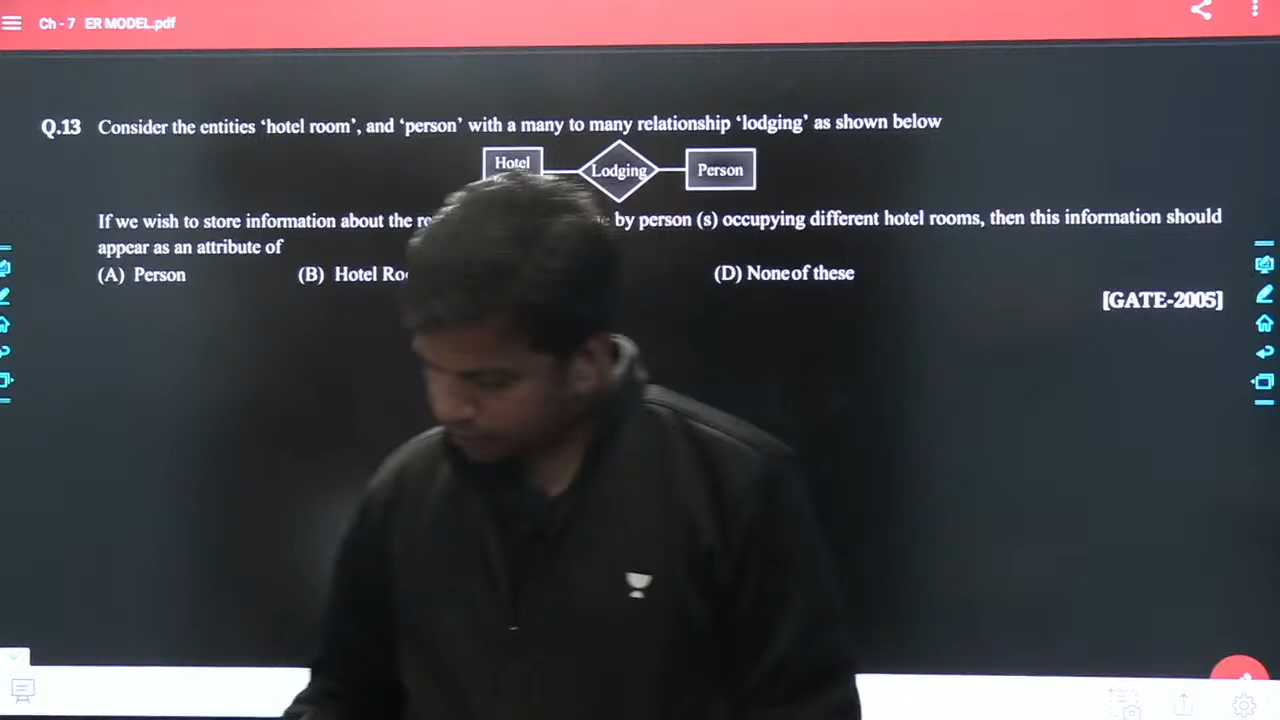 Ch - 7 ER MODEL.pdf
Q.13 Consider the entities ‘hotel room’, and ‘person’ with a many to many relationship ‘lodging’ as shown below
Hotel
Lodging
Person
If we wish to store information about the by person (s) occupying different hotel rooms, then this information should
appear as an attribute of
(A) Person (B) Hotel (D) None of these
[GATE-2005]